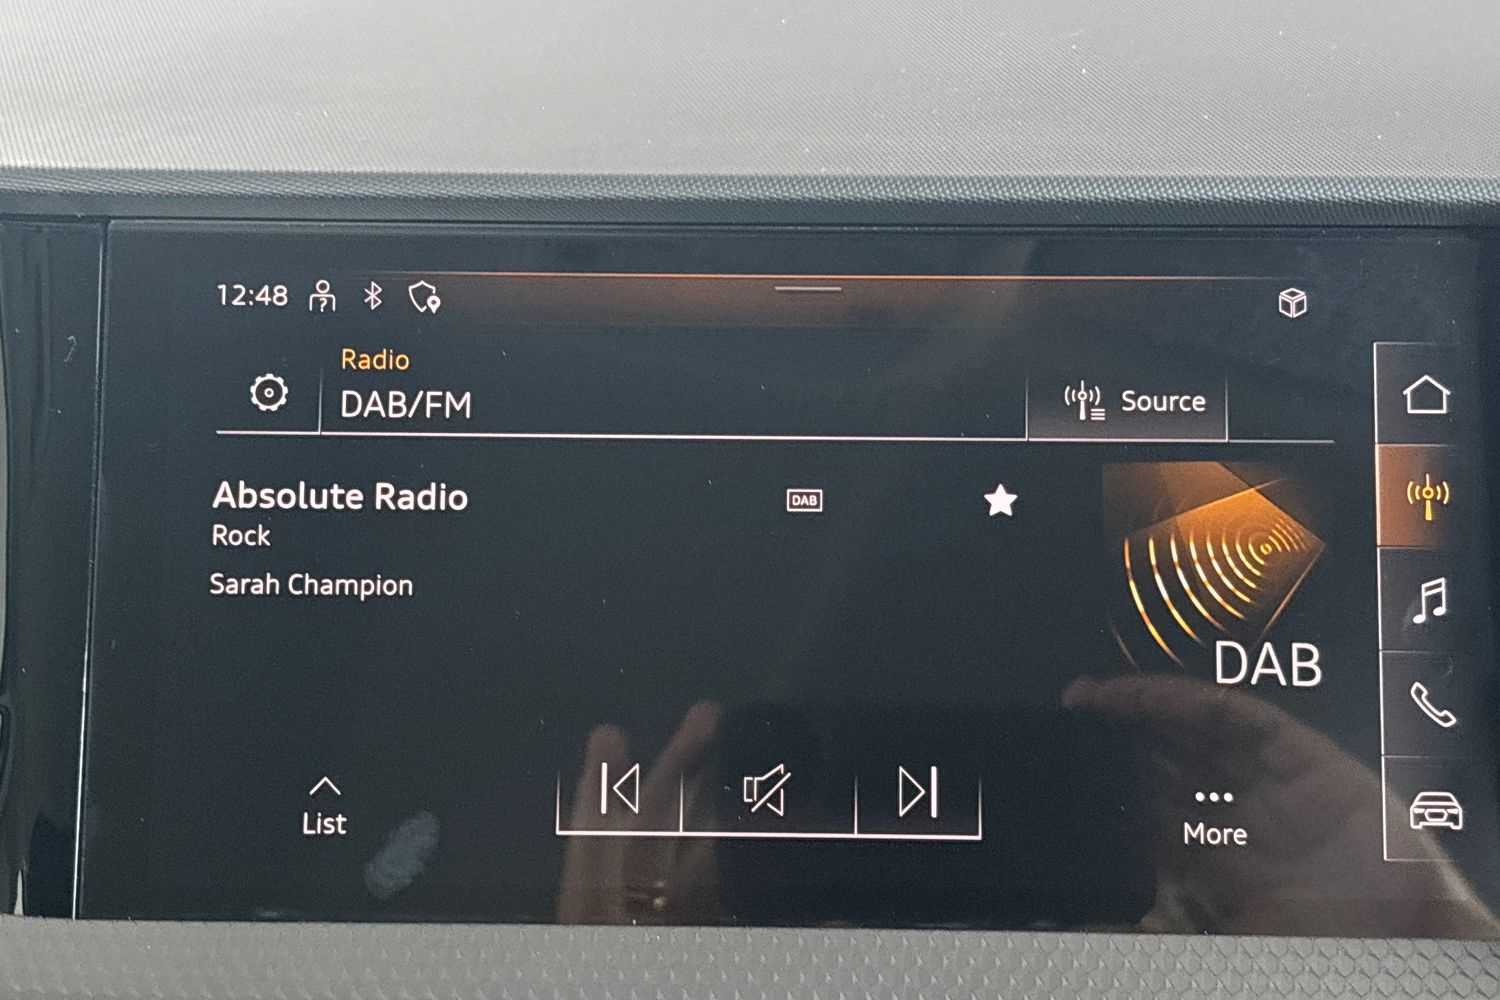 12:48
Radio
DAB/FM
Source
Absolute Radio
DAB
Rock
Sarah Champion
DAB
List
More